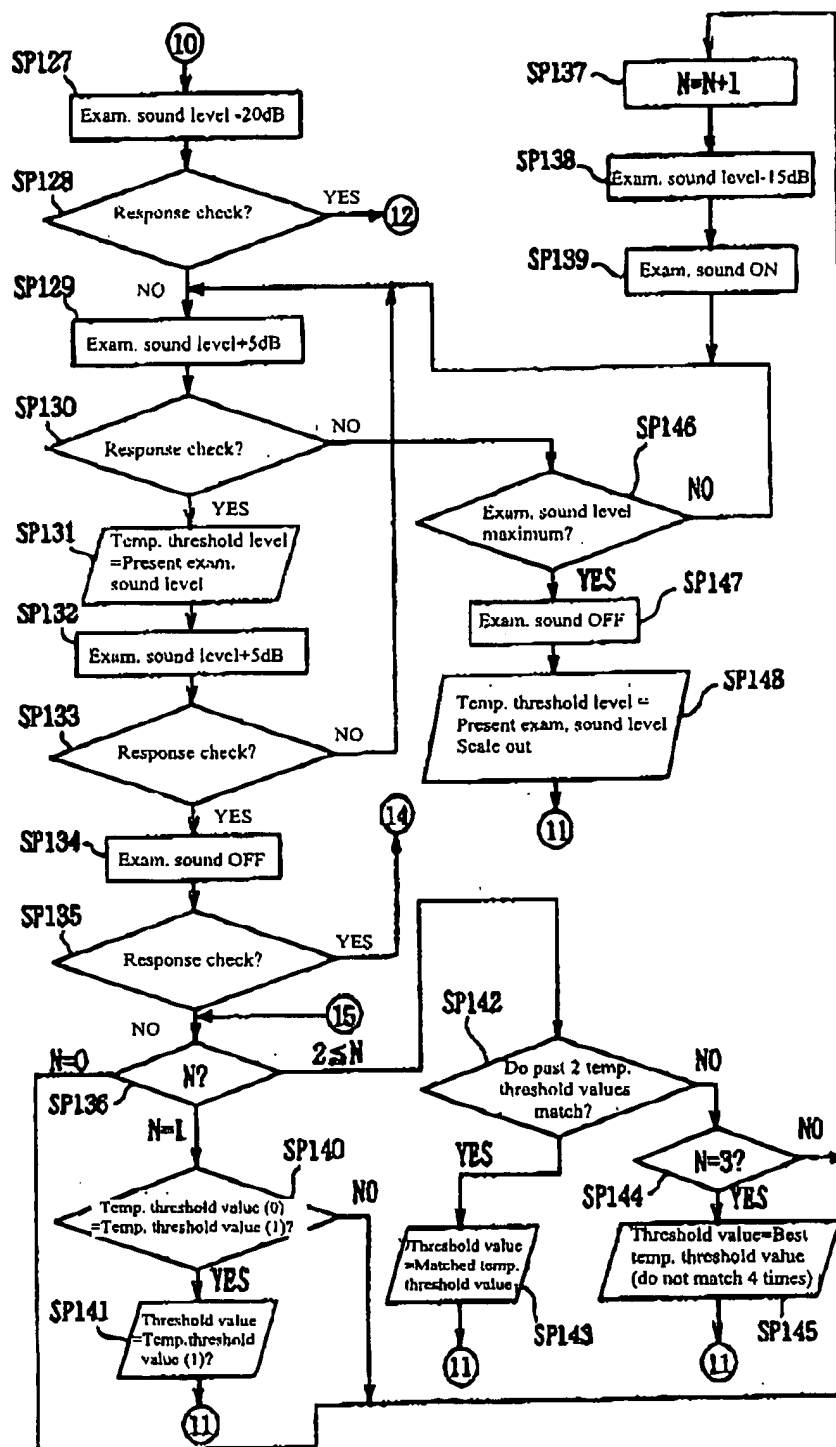 10
SP127
Exam. sound level -20dB
SP128
Response check?
YES
12
NO
SP129
Exam. sound level+5dB
SP130
Response check?
NO
YES
SP131
Temp. threshold level
=Present exam.
sound level
SP132
Exam. sound level+5dB
SP133
Response check?
NO
YES
SP134
Exam. sound OFF
14
SP135
Response check?
YES
NO
15
N=0
N?
2≦N
SP136
N=1
SP140
Temp. threshold value (0)
=Temp. threshold value (1)?
NO
YES
SP141
Threshold value
=Temp.threshold
value (1)?
11
SP137
N=N+1
SP138
Exam. sound level-15dB
SP139
Exam. sound ON
SP146
Exam. sound level
maximum?
NO
YES
SP147
Exam. sound OFF
SP148
Temp. threshold level =
Present exam, sound level
Scale out
11
SP142
Do past 2 temp.
threshold values
match?
NO
YES
Threshold value
=Matched temp.
threshold value
SP143
11
N=3?
NO
SP144
YES
Threshold value=Best
temp. threshold value
(do not match 4 times)
SP145
11